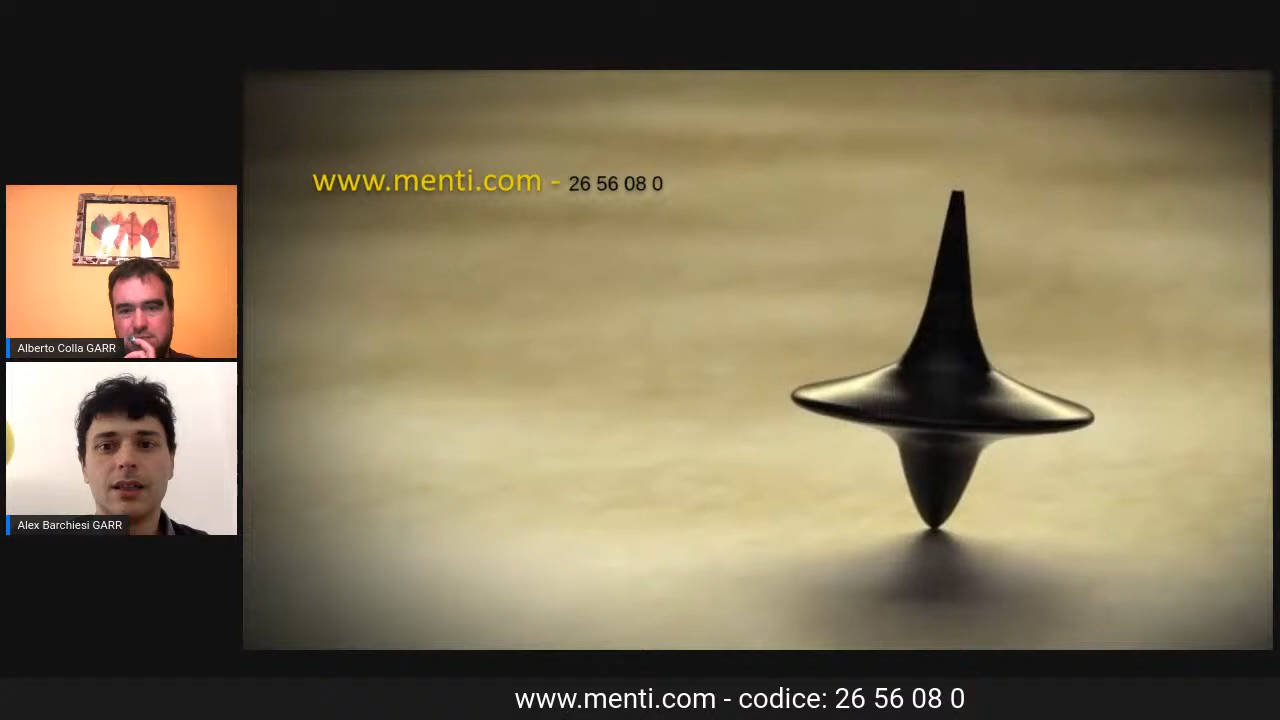 www.menti.com - 26 56 08 0
Alberto Colla GARR
Alex Barchiesi GARR
www.menti.com - codice: 26 56 08 0